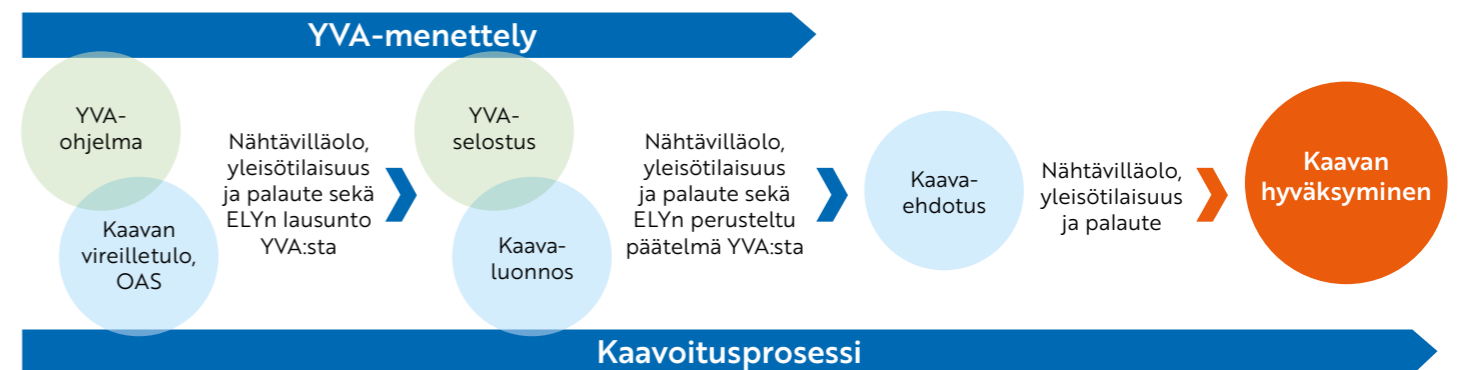 YVA-menettely
YVA-
ohjelma
Kaavan
vireilletulo,
OAS
Nähtävilläolo,
yleisötilaisuus
ja palaute sekä
ELYn lausunto
YVA:sta
YVA-
selostus
Kaava-
luonnos
Nähtävilläolo,
yleisötilaisuus
ja palaute sekä
ELYn perusteltu
päätelmä YVA:sta
Kaava-
ehdotus
Nähtävilläolo,
yleisötilaisuus
ja palaute
Kaavan
hyväksyminen
Kaavoitusprosessi